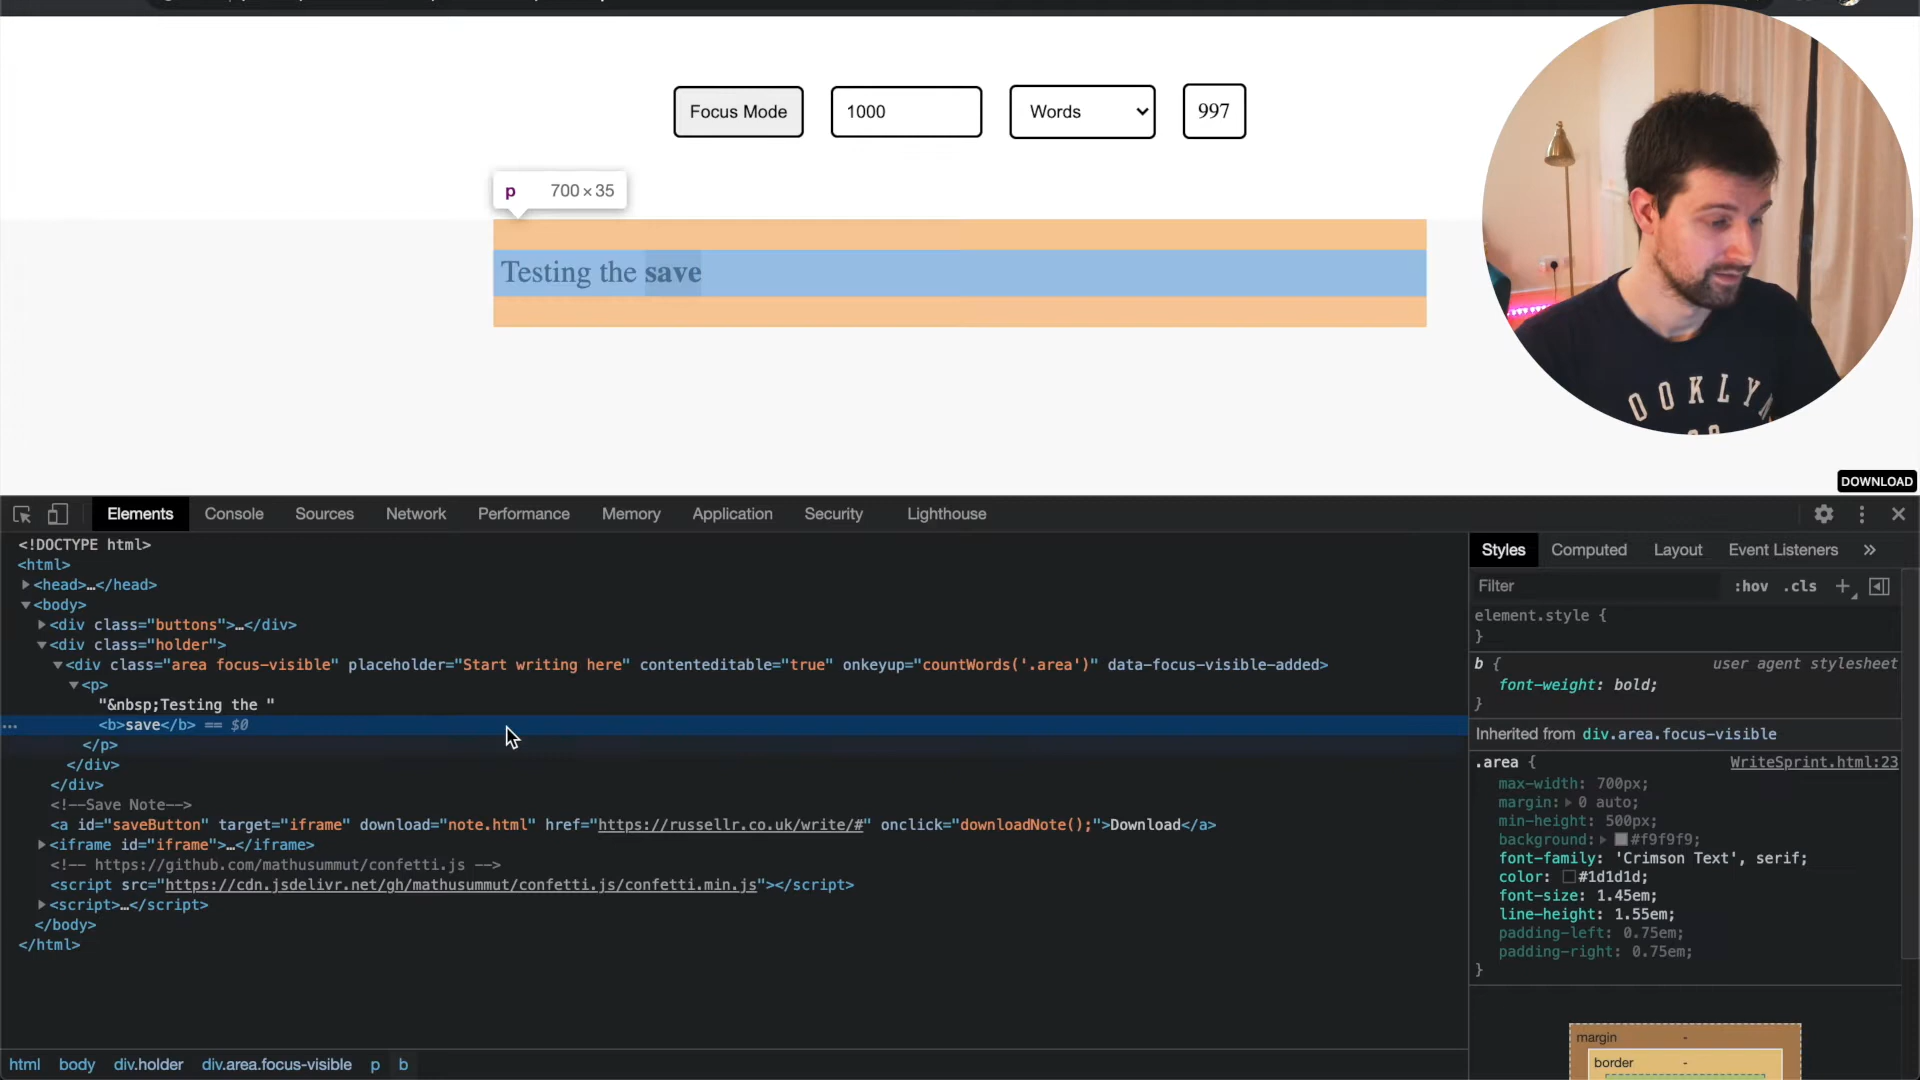 Focus Mode 1000 Words 997
p 700 × 35
Testing the save
OOKLYN
DOWNLOAD
Elements Console Sources Network Performance Memory Application Security Lighthouse
<!DOCTYPE html>
<html>
<head>…</head>
<body>
<div class="buttons">…</div>
<div class="holder">
<div class="area focus-visible" placeholder="Start writing here" contenteditable="true" onkeyup="countWords('.area')" data-focus-visible-added>
<p>
"&nbsp;Testing the "
<b>save</b> == $0
</p>
</div>
</div>
<!--Save Note-->
<a id="saveButton" target="iframe" download="note.html" href="https://russellr.co.uk/write/#" onclick="downloadNote();">Download</a>
<iframe id="iframe">…</iframe>
<!-- https://github.com/mathusummut/confetti.js -->
<script src="https://cdn.jsdelivr.net/gh/mathusummut/confetti.js/confetti.min.js"></script>
<script>…</script>
</body>
</html>
html body div.holder div.area.focus-visible p b
Styles Computed Layout Event Listeners »
Filter :hov .cls +
element.style {
}
b { user agent stylesheet
font-weight: bold;
}
Inherited from div.area.focus-visible
.area { WriteSprint.html:23
max-width: 700px;
margin: 0 auto;
min-height: 500px;
background: #f9f9f9;
font-family: 'Crimson Text', serif;
color: #1d1d1d;
font-size: 1.45em;
line-height: 1.55em;
padding-left: 0.75em;
padding-right: 0.75em;
}
margin -
border -